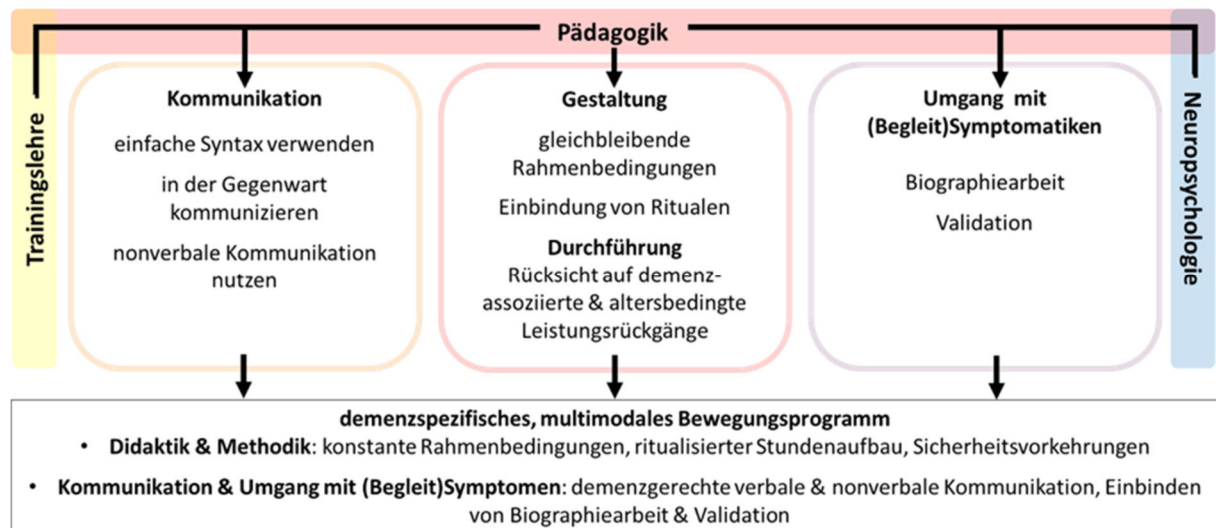 Pädagogik
Trainingslehre
Kommunikation
einfache Syntax verwenden
in der Gegenwart
kommunizieren
nonverbale Kommunikation
nutzen
Gestaltung
gleichbleibende
Rahmenbedingungen
Einbindung von Ritualen
Durchführung
Rücksicht auf demenz-
assoziierte & altersbedingte
Leistungsrückgänge
Umgang mit
(Begleit)Symptomatiken
Biographiearbeit
Validation
Neuropsychologie
demenzspezifisches, multimodales Bewegungsprogramm
• Didaktik & Methodik: konstante Rahmenbedingungen, ritualisierter Stundenaufbau, Sicherheitsvorkehrungen
• Kommunikation & Umgang mit (Begleit)Symptomen: demenzgerechte verbale & nonverbale Kommunikation, Einbinden
von Biographiearbeit & Validation